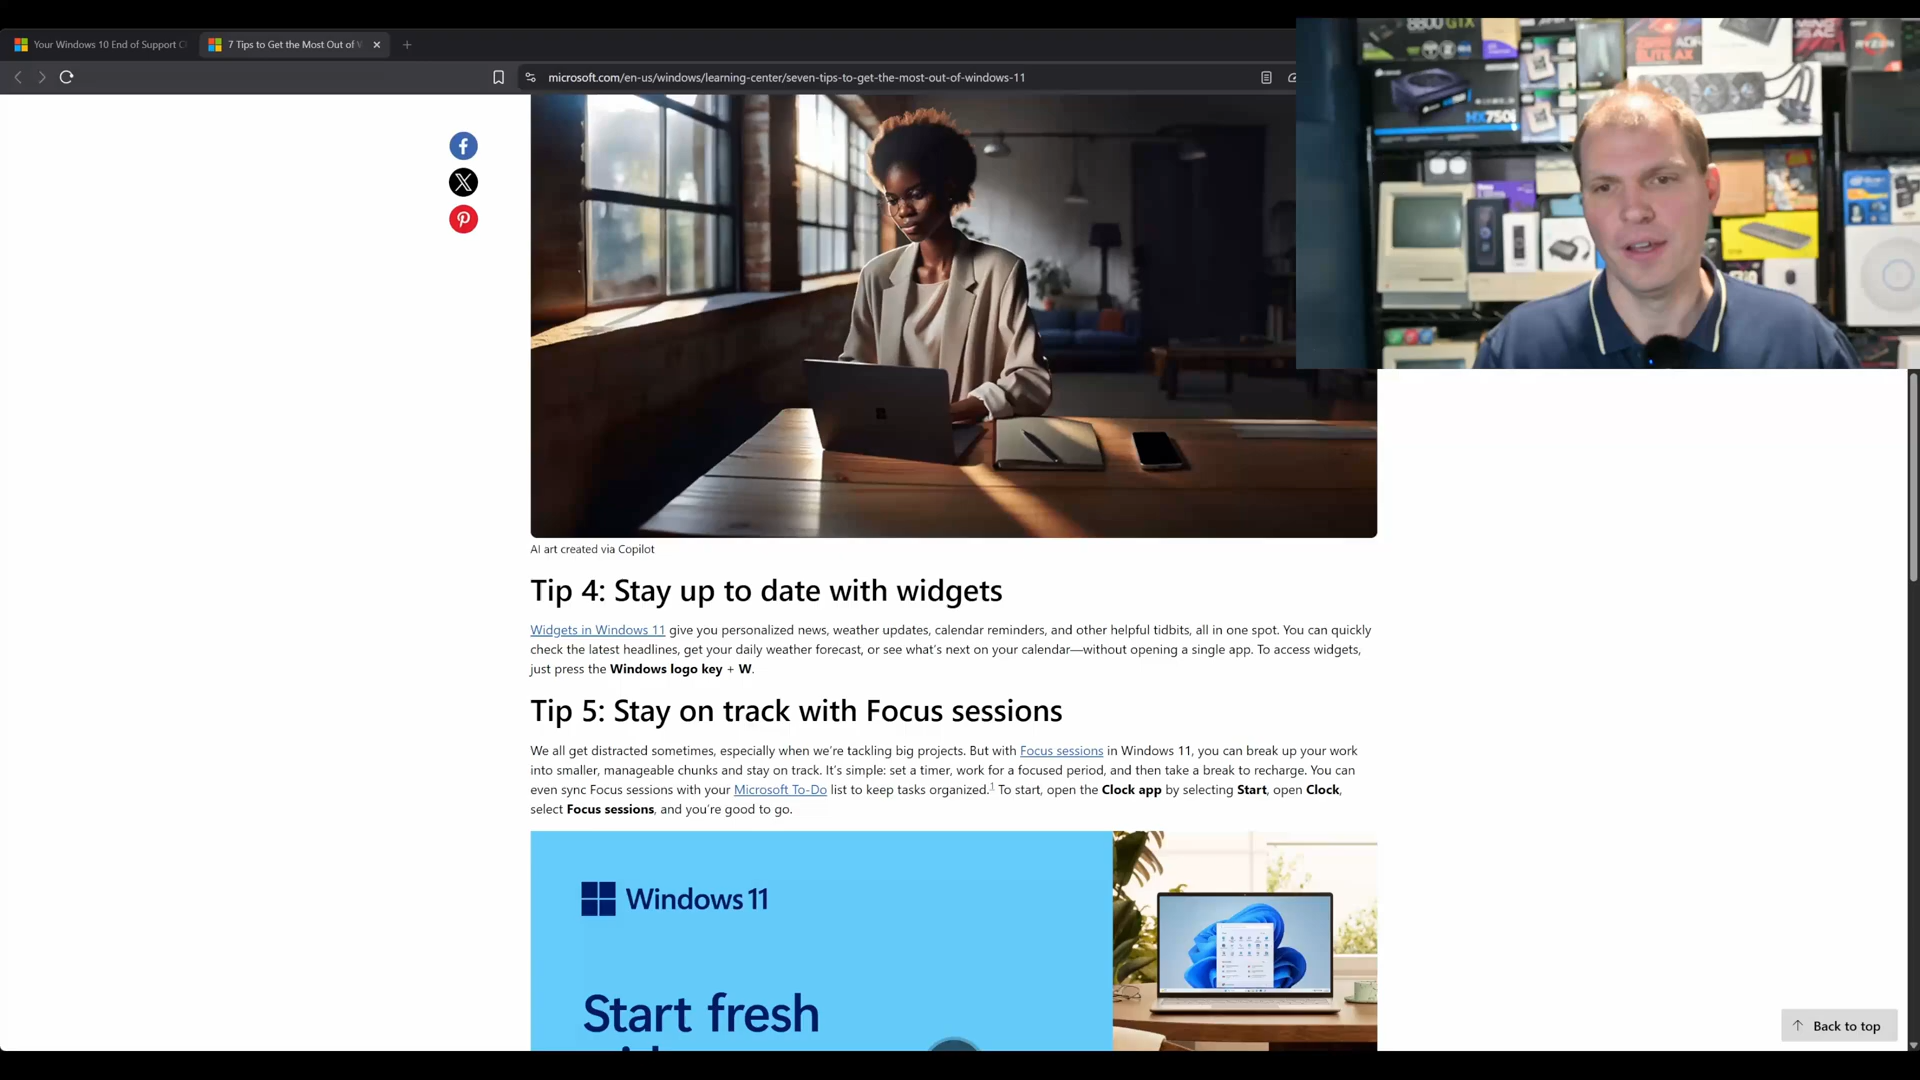 Your Windows 10 End of Support C
7 Tips to Get the Most Out of W
microsoft.com/en-us/windows/learning-center/seven-tips-to-get-the-most-out-of-windows-11
8800 GTX
HX750i
RYZEN
AI art created via Copilot
Tip 4: Stay up to date with widgets
Widgets in Windows 11 give you personalized news, weather updates, calendar reminders, and other helpful tidbits, all in one spot. You can quickly
check the latest headlines, get your daily weather forecast, or see what's next on your calendar—without opening a single app. To access widgets,
just press the Windows logo key + W.
Tip 5: Stay on track with Focus sessions
We all get distracted sometimes, especially when we're tackling big projects. But with Focus sessions in Windows 11, you can break up your work
into smaller, manageable chunks and stay on track. It's simple: set a timer, work for a focused period, and then take a break to recharge. You can
even sync Focus sessions with your Microsoft To-Do list to keep tasks organized.1 To start, open the Clock app by selecting Start, open Clock,
select Focus sessions, and you're good to go.
Windows 11
Start fresh
Back to top